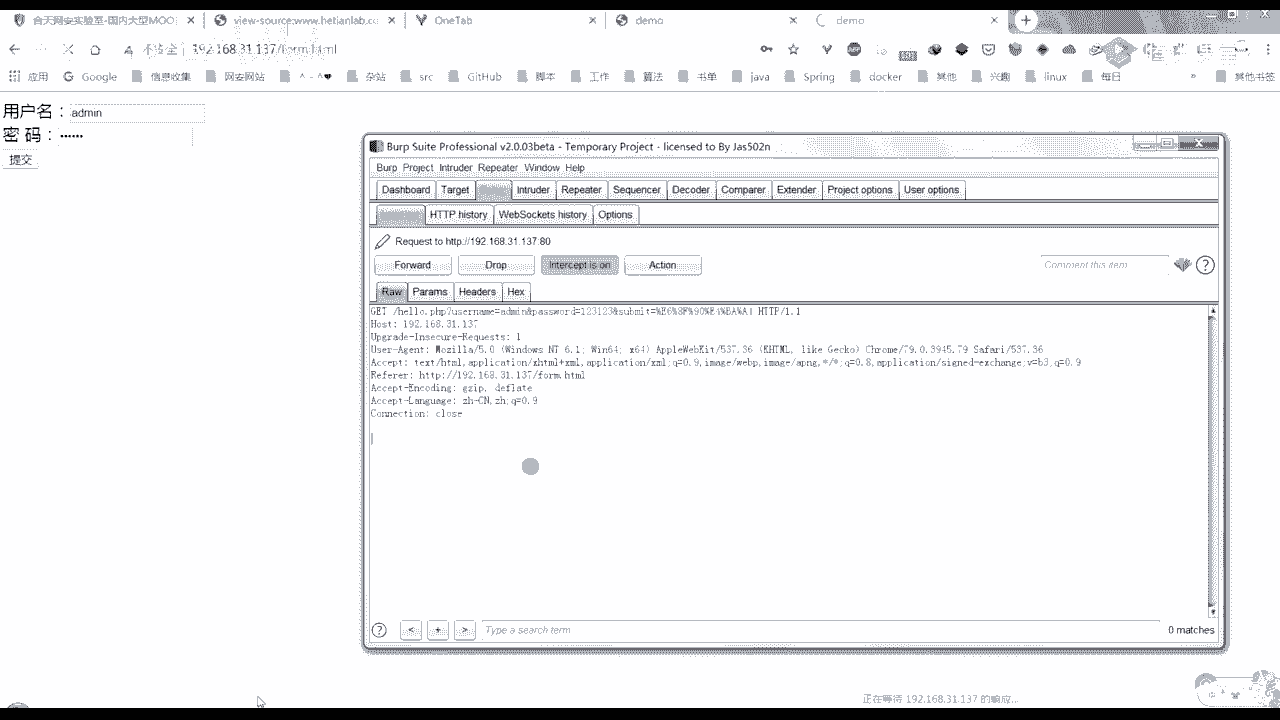 合天网安实验室-国内大型MOO
view-source:www.hetianlab.cc
OneTab
demo
demo
不安全
192.168.31.137/form.html
应用
Google
信息收集
网安网站
杂站
src
GitHub
脚本
工作
算法
书单
java
Spring
docker
其他
兴趣
linux
每日
»
其他书签
用户名：admin
密 码：••••••
提交
Burp Suite Professional v2.0.03beta - Temporary Project - licensed to By Jas502n
Burp Project Intruder Repeater Window Help
Dashboard Target Intruder Repeater Sequencer Decoder Comparer Extender Project options User options
HTTP history WebSockets history Options
Request to http://192.168.31.137:80
Forward Drop Intercept is on Action
Comment this item
Raw Params Headers Hex
GET /hello.php?username=admin&password=123123&submit=%E6%8F%90%E4%BA%A4 HTTP/1.1
Host: 192.168.31.137
Upgrade-Insecure-Requests: 1
User-Agent: Mozilla/5.0 (Windows NT 6.1; Win64; x64) AppleWebKit/537.36 (KHTML, like Gecko) Chrome/79.0.3945.79 Safari/537.36
Accept: text/html,application/xhtml+xml,application/xml;q=0.9,image/webp,image/apng,*/*;q=0.8,application/signed-exchange;v=b3;q=0.9
Referer: http://192.168.31.137/form.html
Accept-Encoding: gzip, deflate
Accept-Language: zh-CN,zh;q=0.9
Connection: close
? < + > Type a search term
0 matches
正在等待 192.168.31.137 的响应...